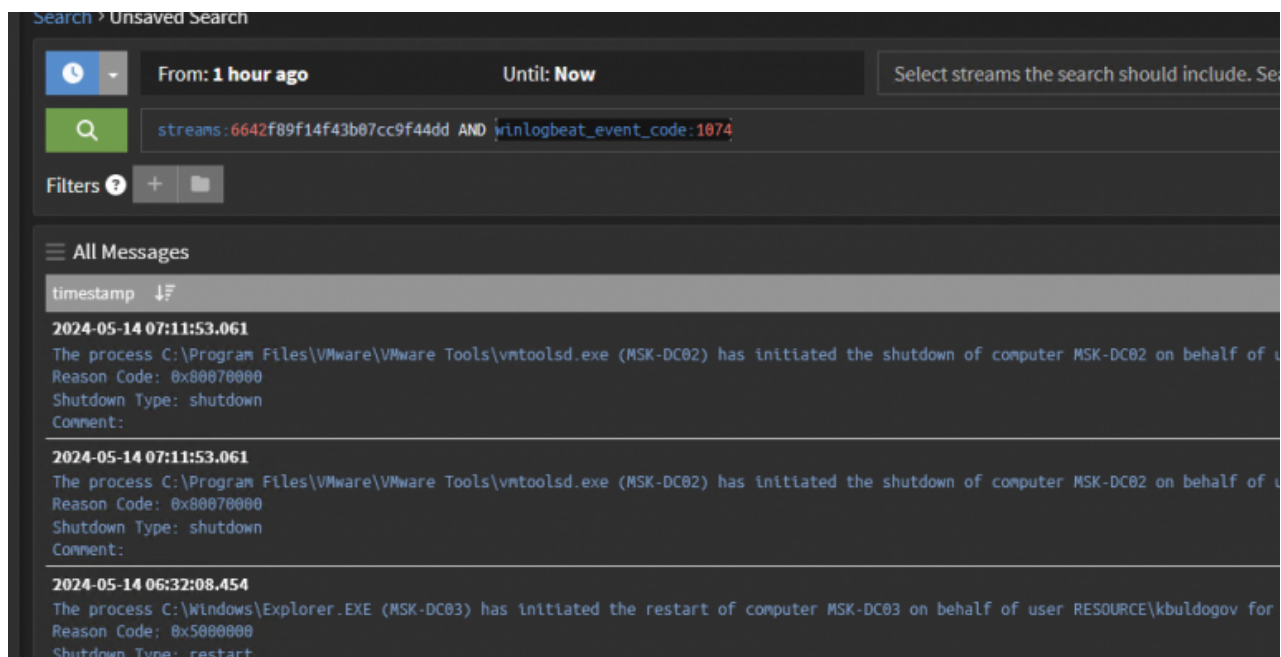 Search › Unsaved Search
From: 1 hour ago Until: Now Select streams the search should include. Sea
streams:6642f89f14f43b07cc9f44dd AND winlogbeat_event_code:1074
Filters ? +
All Messages
timestamp
2024-05-14 07:11:53.061
The process C:\Program Files\VMware\VMware Tools\vmtoolsd.exe (MSK-DC02) has initiated the shutdown of computer MSK-DC02 on behalf of
Reason Code: 0x80070000
Shutdown Type: shutdown
Comment:
2024-05-14 07:11:53.061
The process C:\Program Files\VMware\VMware Tools\vmtoolsd.exe (MSK-DC02) has initiated the shutdown of computer MSK-DC02 on behalf of
Reason Code: 0x80070000
Shutdown Type: shutdown
Comment:
2024-05-14 06:32:08.454
The process C:\Windows\Explorer.EXE (MSK-DC03) has initiated the restart of computer MSK-DC03 on behalf of user RESOURCE\kbuldogov for
Reason Code: 0x5000000
Shutdown Type: restart